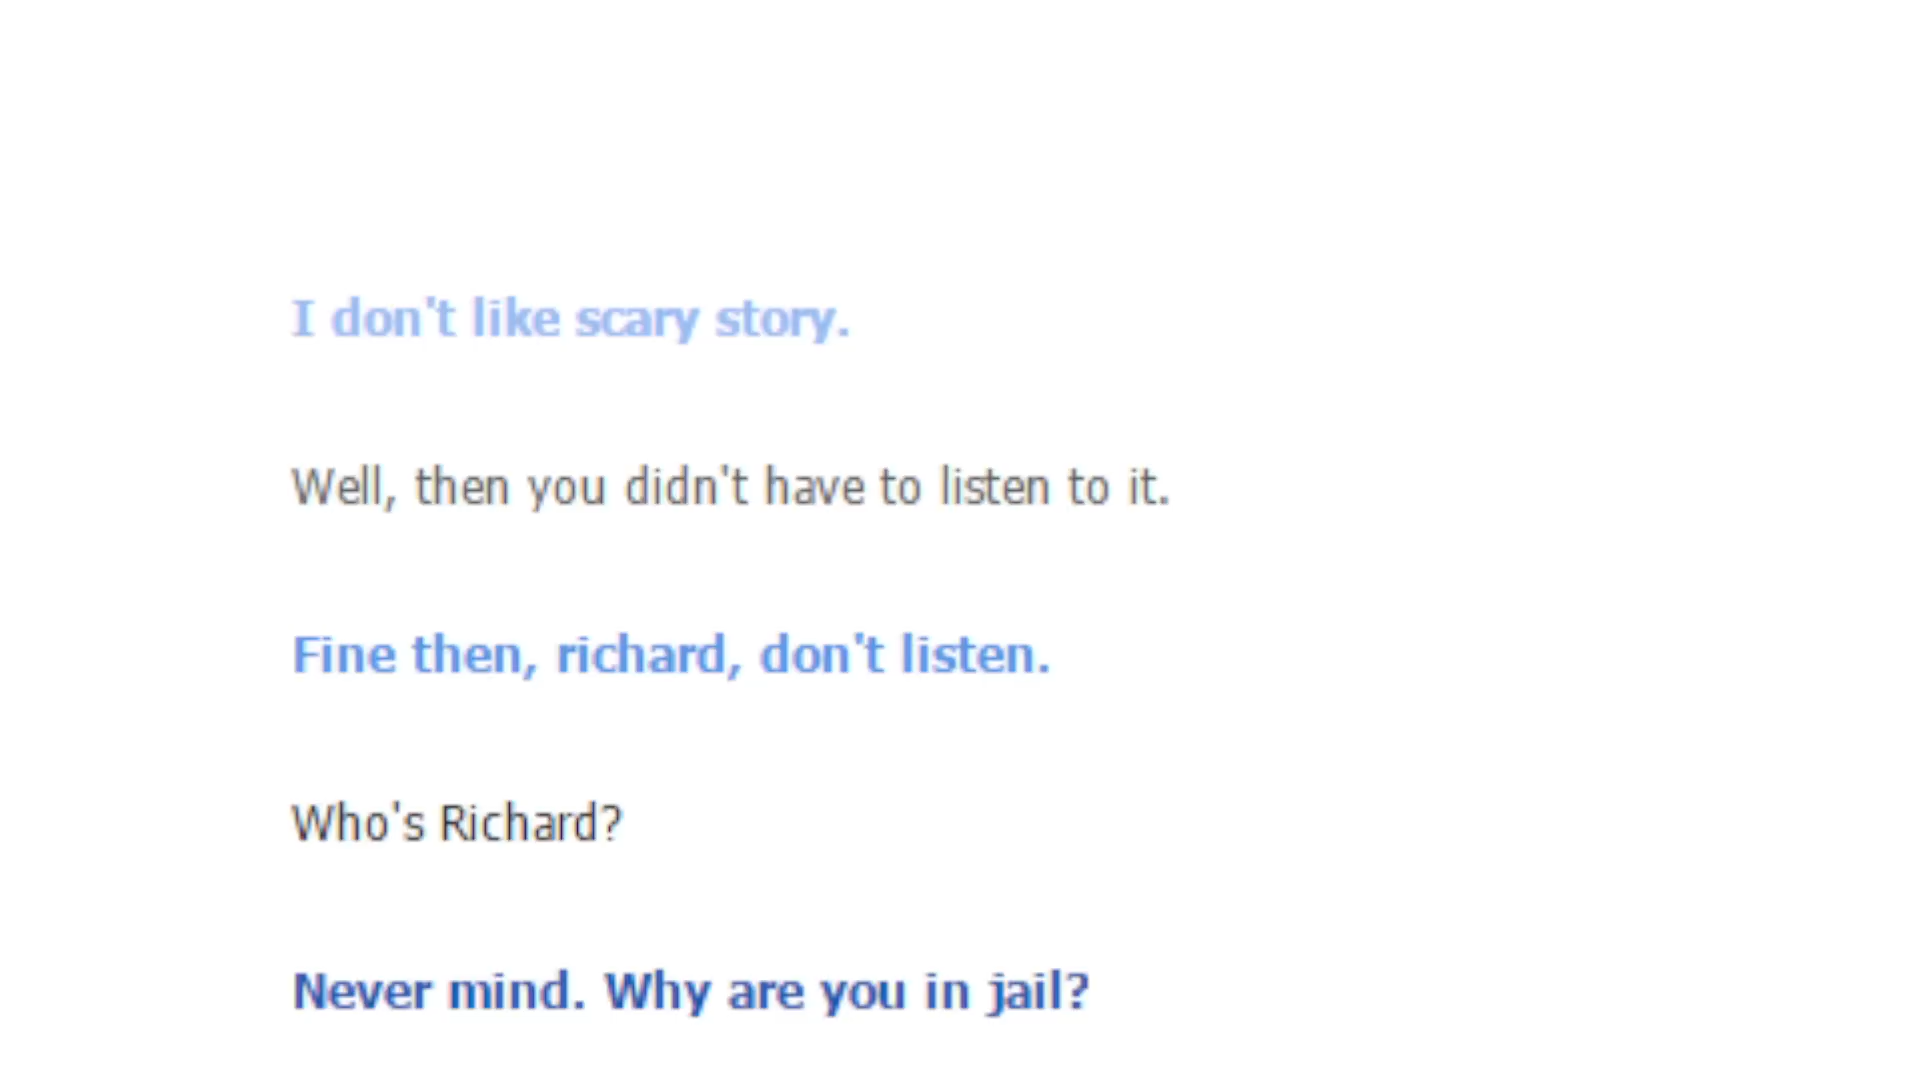 I don't like scary story.
Well, then you didn't have to listen to it.
Fine then, richard, don't listen.
Who's Richard?
Never mind. Why are you in jail?